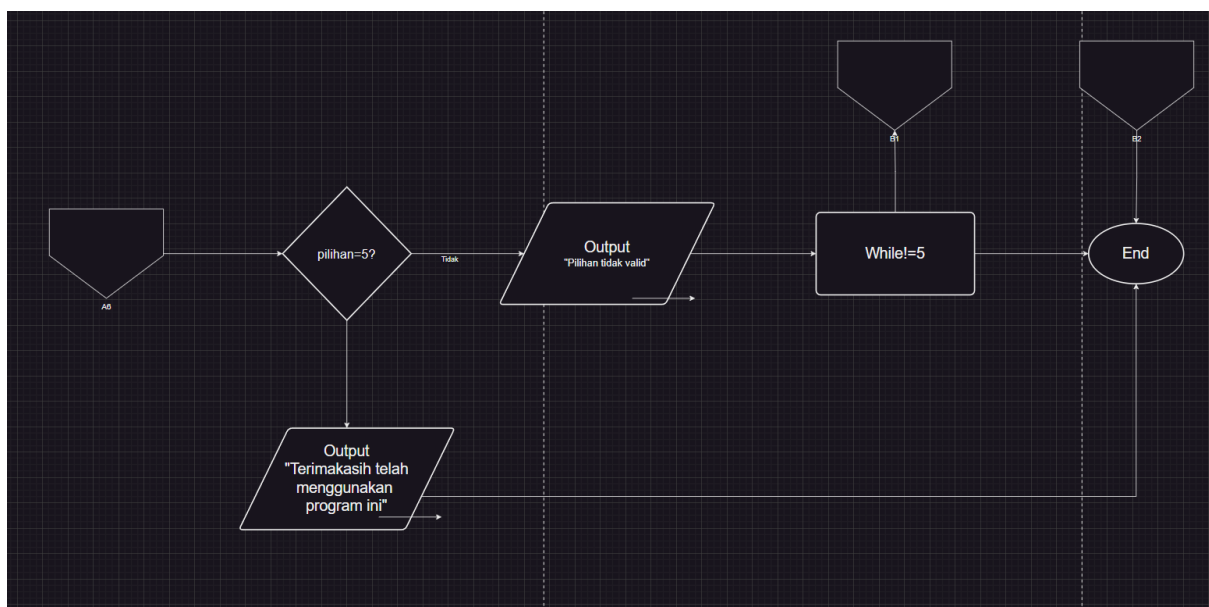 B1
B2
A6
pilihan=5?
Tidak
Output
"Pilihan tidak valid"
While!=5
End
Output
"Terimakasih telah
menggunakan
program ini"